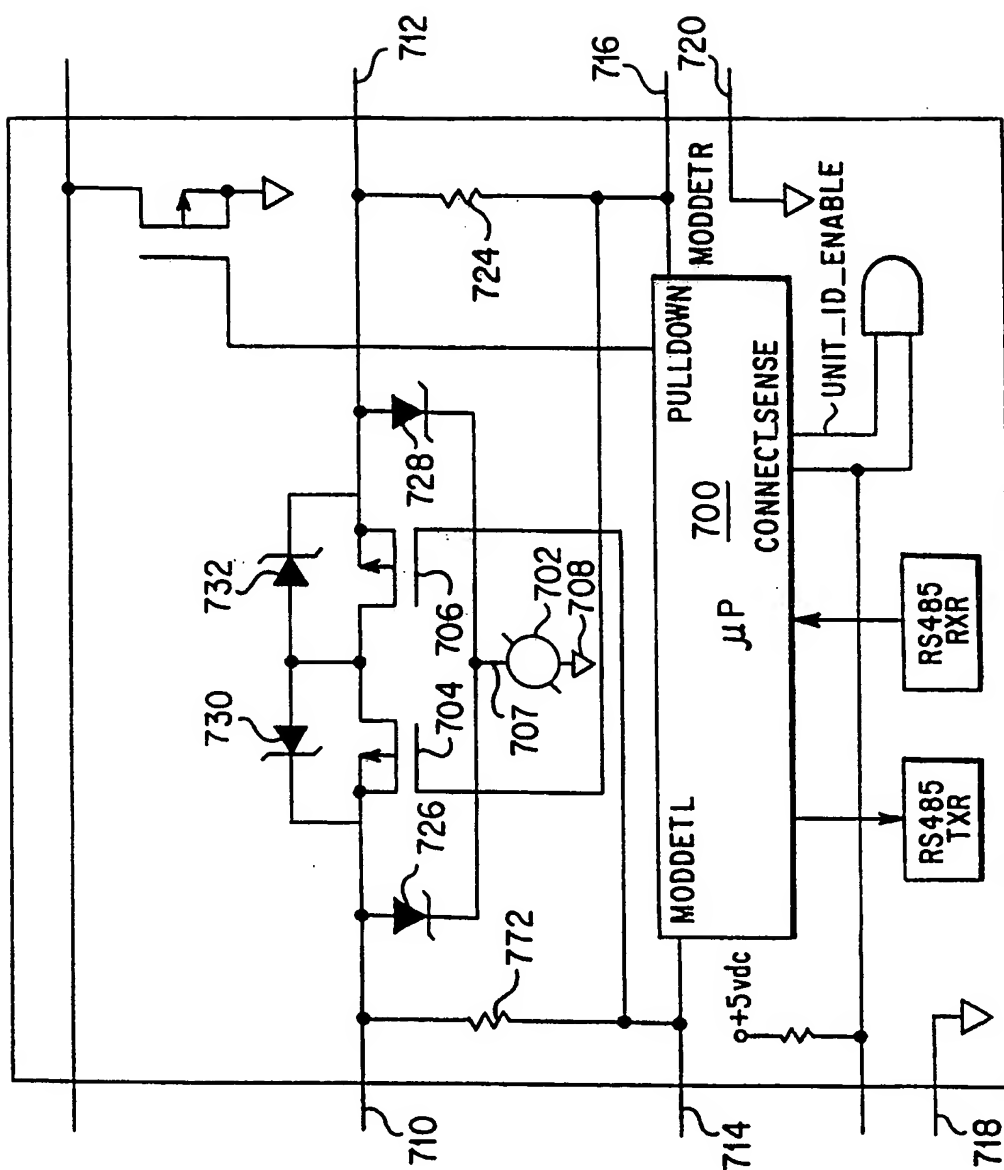 712
716
720
724
MODDETR
UNIT_ID_ENABLE
PULLDOWN
CONNECT_SENSE
728
732
706
702
708
700
µP
730
704
707
726
RS485
RXR
RS485
TXR
MODDETL
772
+5vdc
710
714
718